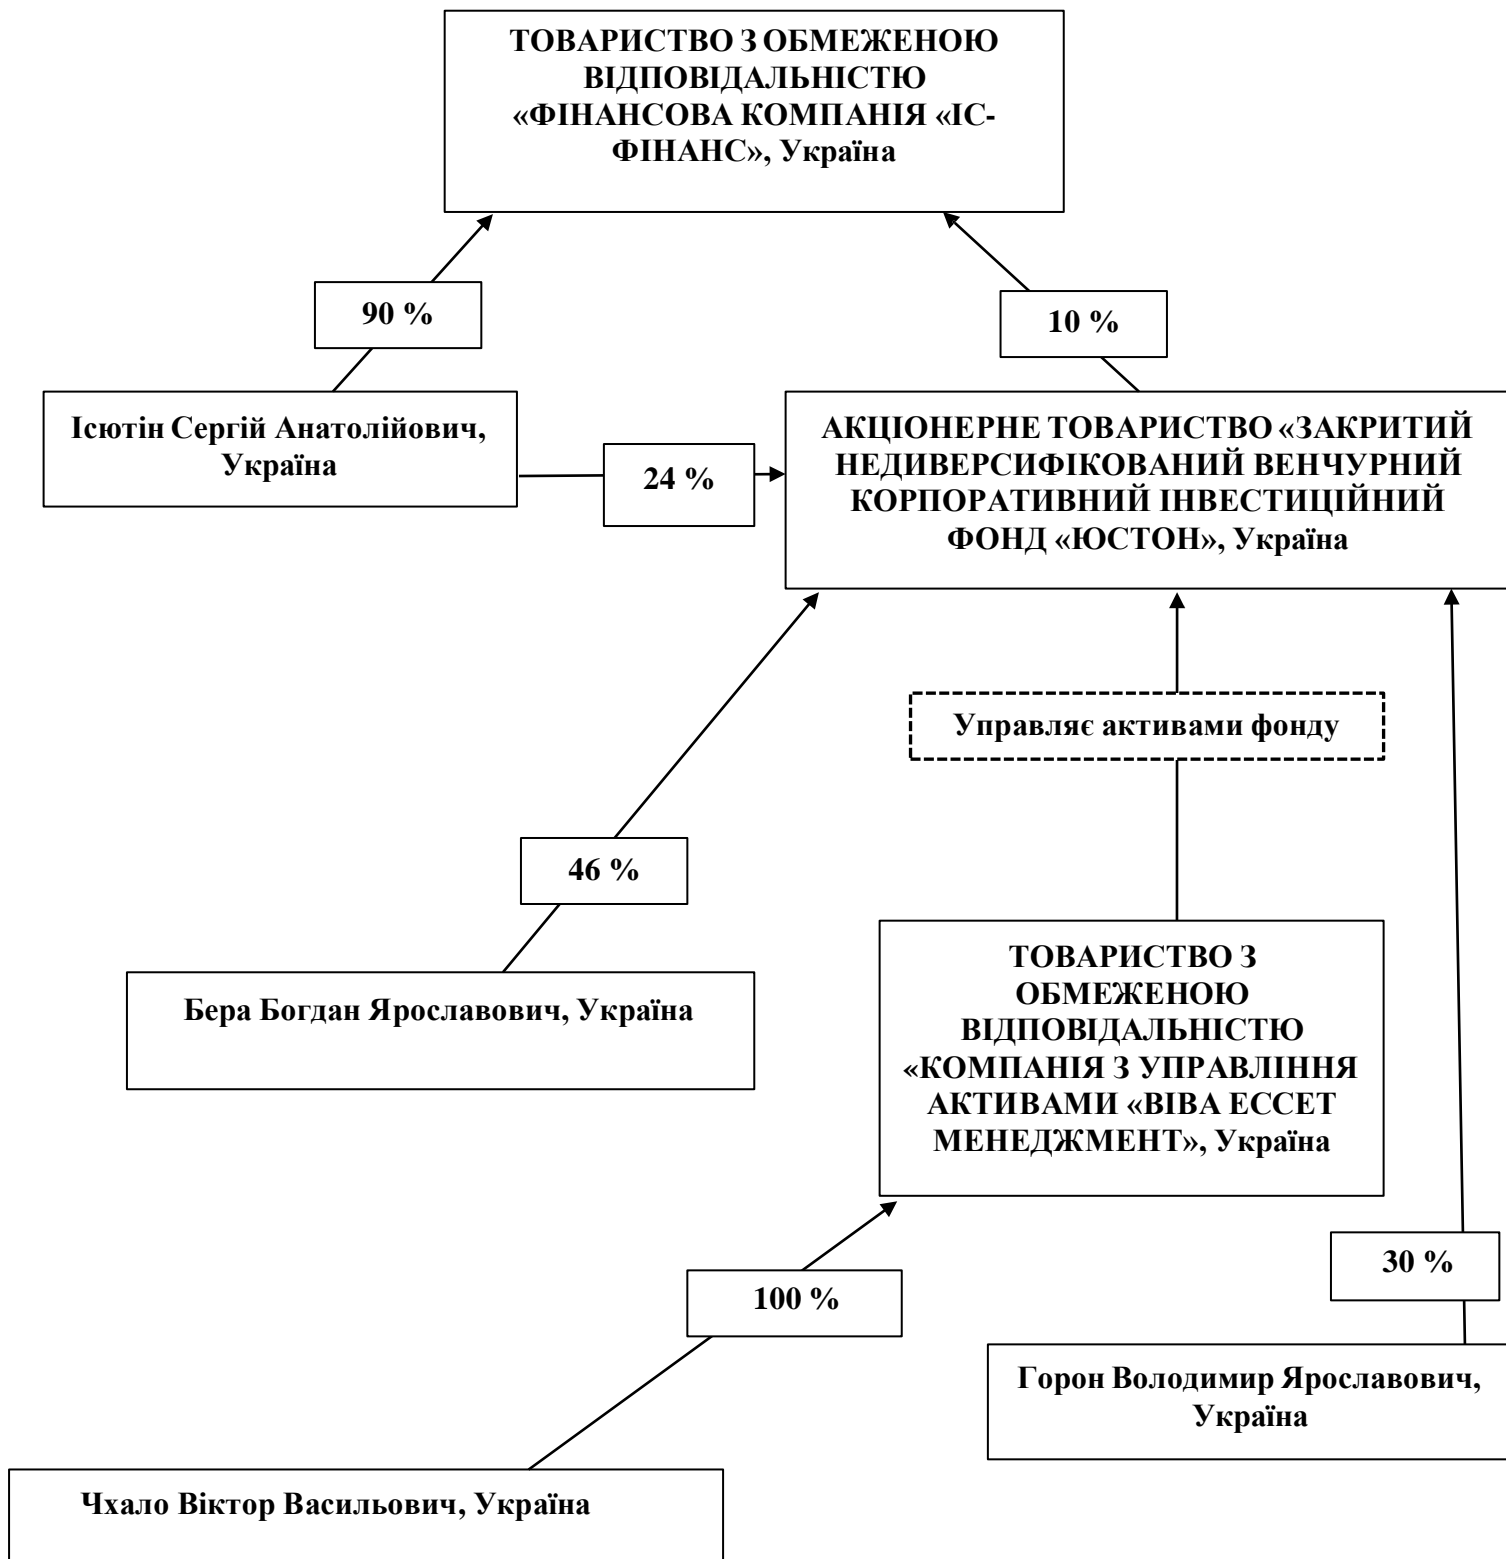 ТОВАРИСТВО З ОБМЕЖЕНОЮ
ВІДПОВІДАЛЬНІСТЮ
«ФІНАНСОВА КОМПАНІЯ «ІС-
ФІНАНС», Україна
90 %
10 %
Ісютін Сергій Анатолійович,
Україна
24 %
АКЦІОНЕРНЕ ТОВАРИСТВО «ЗАКРИТИЙ
НЕДИВЕРСИФІКОВАНИЙ ВЕНЧУРНИЙ
КОРПОРАТИВНИЙ ІНВЕСТИЦІЙНИЙ
ФОНД «ЮСТОН», Україна
Управляє активами фонду
46 %
Бера Богдан Ярославович, Україна
ТОВАРИСТВО З
ОБМЕЖЕНОЮ
ВІДПОВІДАЛЬНІСТЮ
«КОМПАНІЯ З УПРАВЛІННЯ
АКТИВАМИ «ВІВА ЕССЕТ
МЕНЕДЖМЕНТ», Україна
30 %
100 %
Горон Володимир Ярославович,
Україна
Чхало Віктор Васильович, Україна